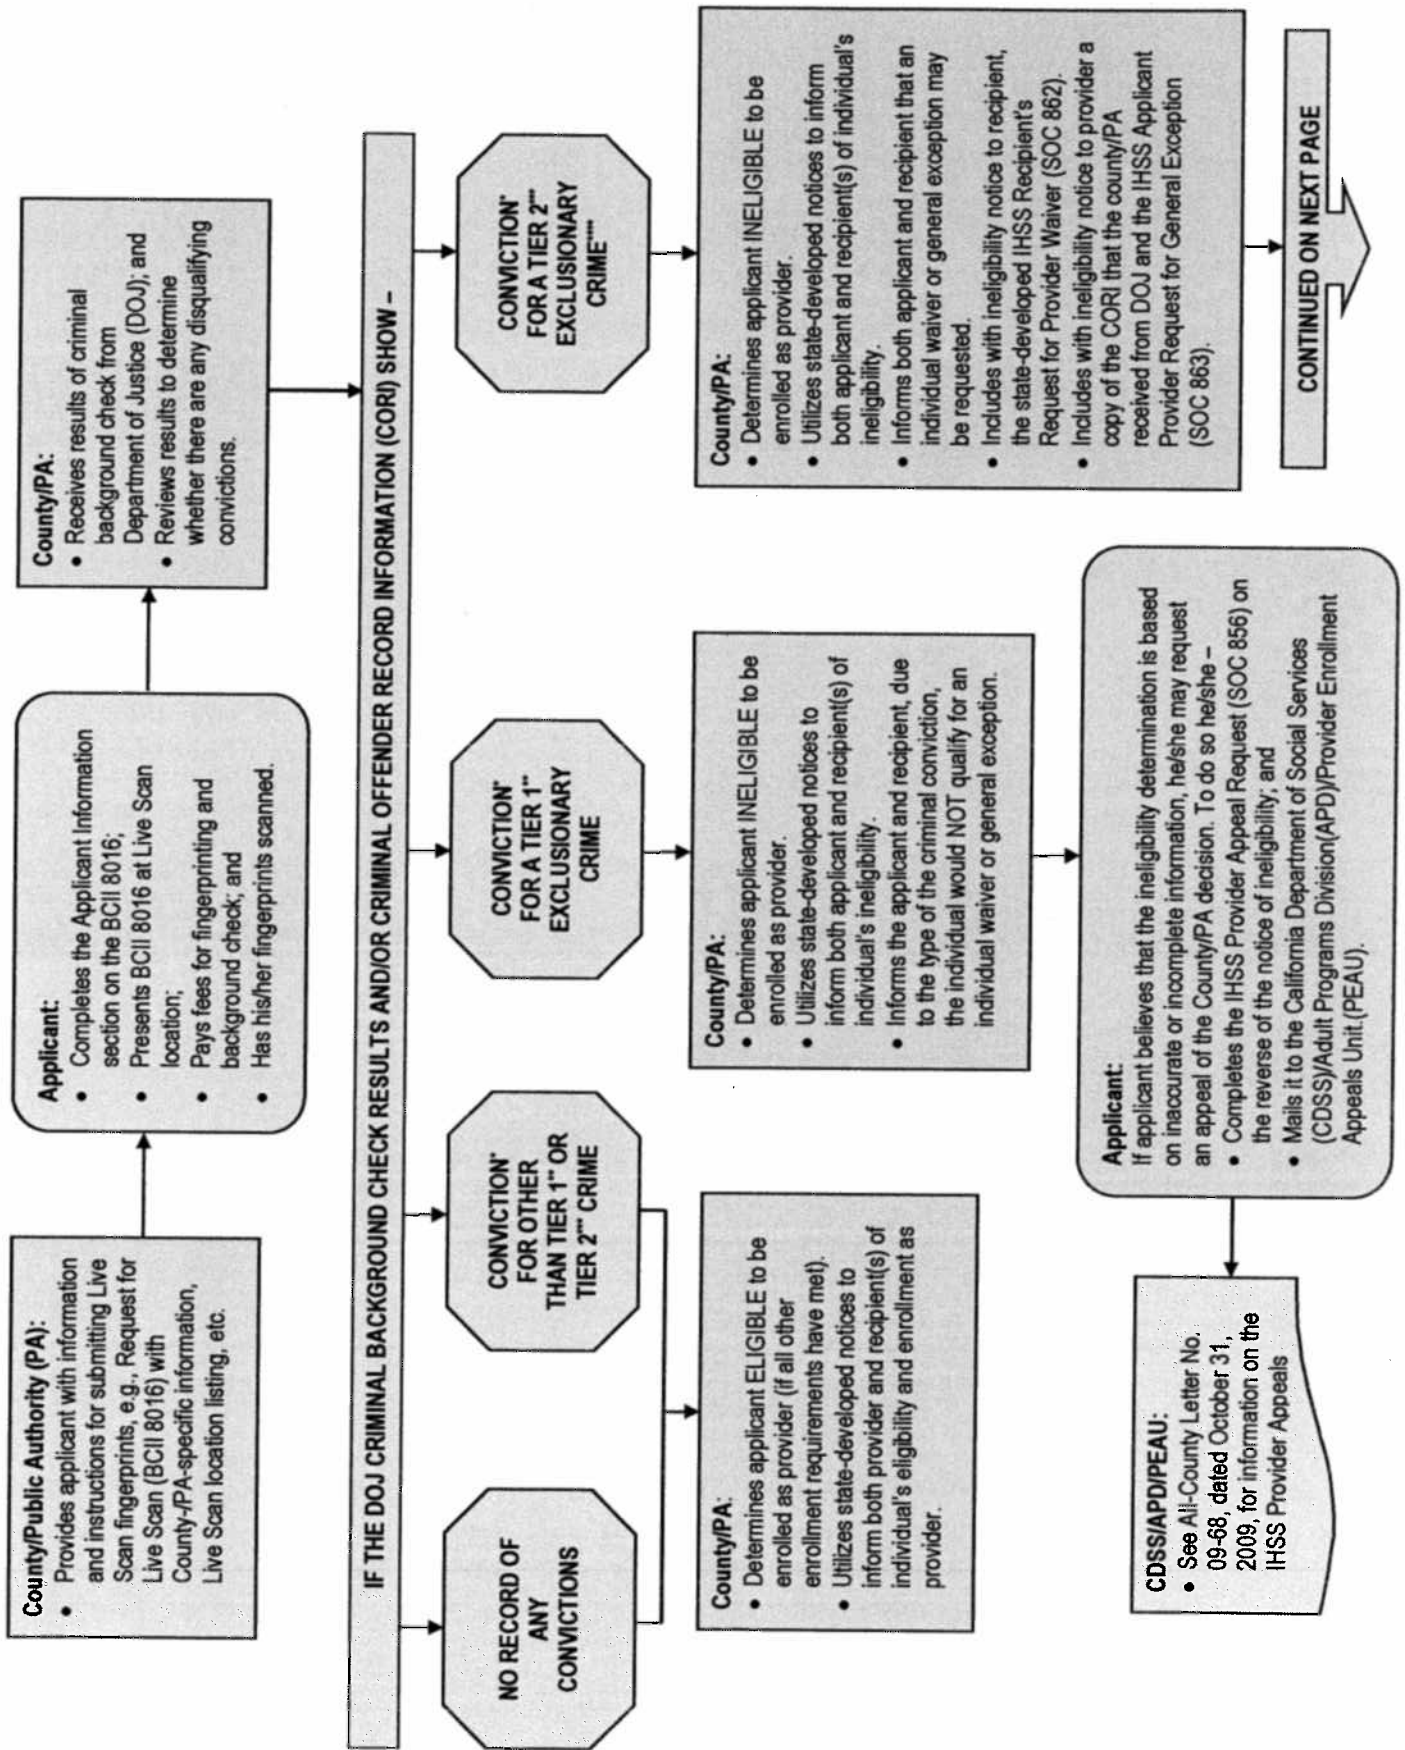 County/Public Authority (PA):
• Provides applicant with information
and instructions for submitting Live
Scan fingerprints, e.g., Request for
Live Scan (BCII 8016) with
County-/PA-specific information,
Live Scan location listing, etc.
Applicant:
• Completes the Applicant Information
section on the BCII 8016;
• Presents BCII 8016 at Live Scan
location;
• Pays fees for fingerprinting and
background check; and
• Has his/her fingerprints scanned.
County/PA:
• Receives results of criminal
background check from
Department of Justice (DOJ); and
• Reviews results to determine
whether there are any disqualifying
convictions.
IF THE DOJ CRIMINAL BACKGROUND CHECK RESULTS AND/OR CRIMINAL OFFENDER RECORD INFORMATION (CORI) SHOW –
NO RECORD OF
ANY
CONVICTIONS
CONVICTION*
FOR OTHER
THAN TIER 1** OR
TIER 2*** CRIME
CONVICTION*
FOR A TIER 1**
EXCLUSIONARY
CRIME
CONVICTION*
FOR A TIER 2***
EXCLUSIONARY
CRIME****
County/PA:
• Determines applicant ELIGIBLE to be
enrolled as provider (if all other
enrollment requirements have met).
• Utilizes state-developed notices to
inform both provider and recipient(s) of
individual's eligibility and enrollment as
provider.
County/PA:
• Determines applicant INELIGIBLE to be
enrolled as provider.
• Utilizes state-developed notices to
inform both applicant and recipient(s) of
individual's ineligibility.
• Informs the applicant and recipient, due
to the type of the criminal conviction,
the individual would NOT qualify for an
individual waiver or general exception.
County/PA:
• Determines applicant INELIGIBLE to be
enrolled as provider.
• Utilizes state-developed notices to inform
both applicant and recipient(s) of individual's
ineligibility.
• Informs both applicant and recipient that an
individual waiver or general exception may
be requested.
• Includes with ineligibility notice to recipient,
the state-developed IHSS Recipient's
Request for Provider Waiver (SOC 862).
• Includes with ineligibility notice to provider a
copy of the CORI that the county/PA
received from DOJ and the IHSS Applicant
Provider Request for General Exception
(SOC 863).
CDSS/APD/PEAU:
• See All-County Letter No.
09-68, dated October 31,
2009, for information on the
IHSS Provider Appeals
Applicant:
If applicant believes that the ineligibility determination is based
on inaccurate or incomplete information, he/she may request
an appeal of the County/PA decision. To do so he/she –
• Completes the IHSS Provider Appeal Request (SOC 856) on
the reverse of the notice of ineligibility; and
• Mails it to the California Department of Social Services
(CDSS)/Adult Programs Division(APD)/Provider Enrollment
Appeals Unit.(PEAU).
CONTINUED ON NEXT PAGE